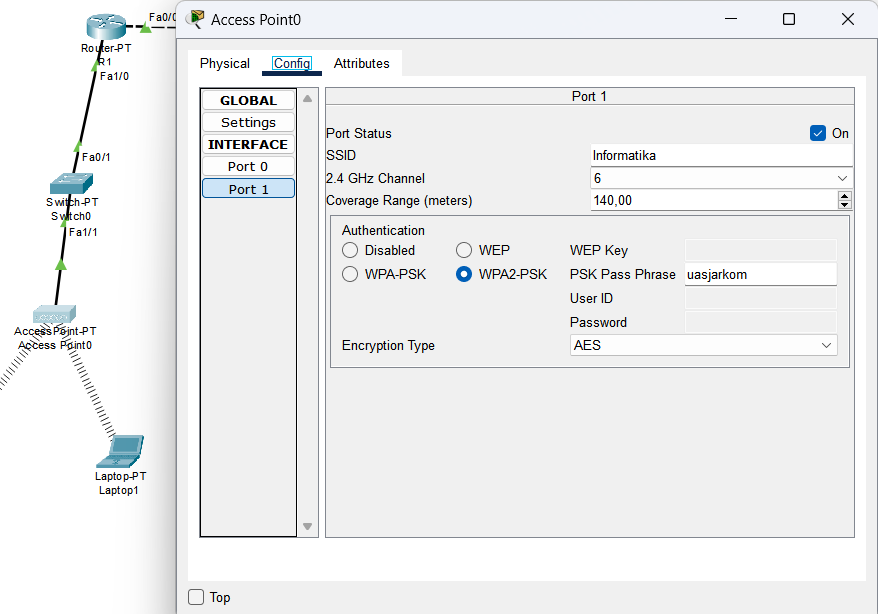 Fa0/0
Router-PT
R1
Fa1/0
Fa0/1
Switch-PT
Switch0
Fa1/1
AccessPoint-PT
Access Point0
Laptop-PT
Laptop1
Access Point0
Physical Config Attributes
GLOBAL
Settings
INTERFACE
Port 0
Port 1
Port 1
Port Status On
SSID Informatika
2.4 GHz Channel 6
Coverage Range (meters) 140,00
Authentication
Disabled WEP WEP Key
WPA-PSK WPA2-PSK PSK Pass Phrase uasjarkom
User ID
Password
Encryption Type AES
Top